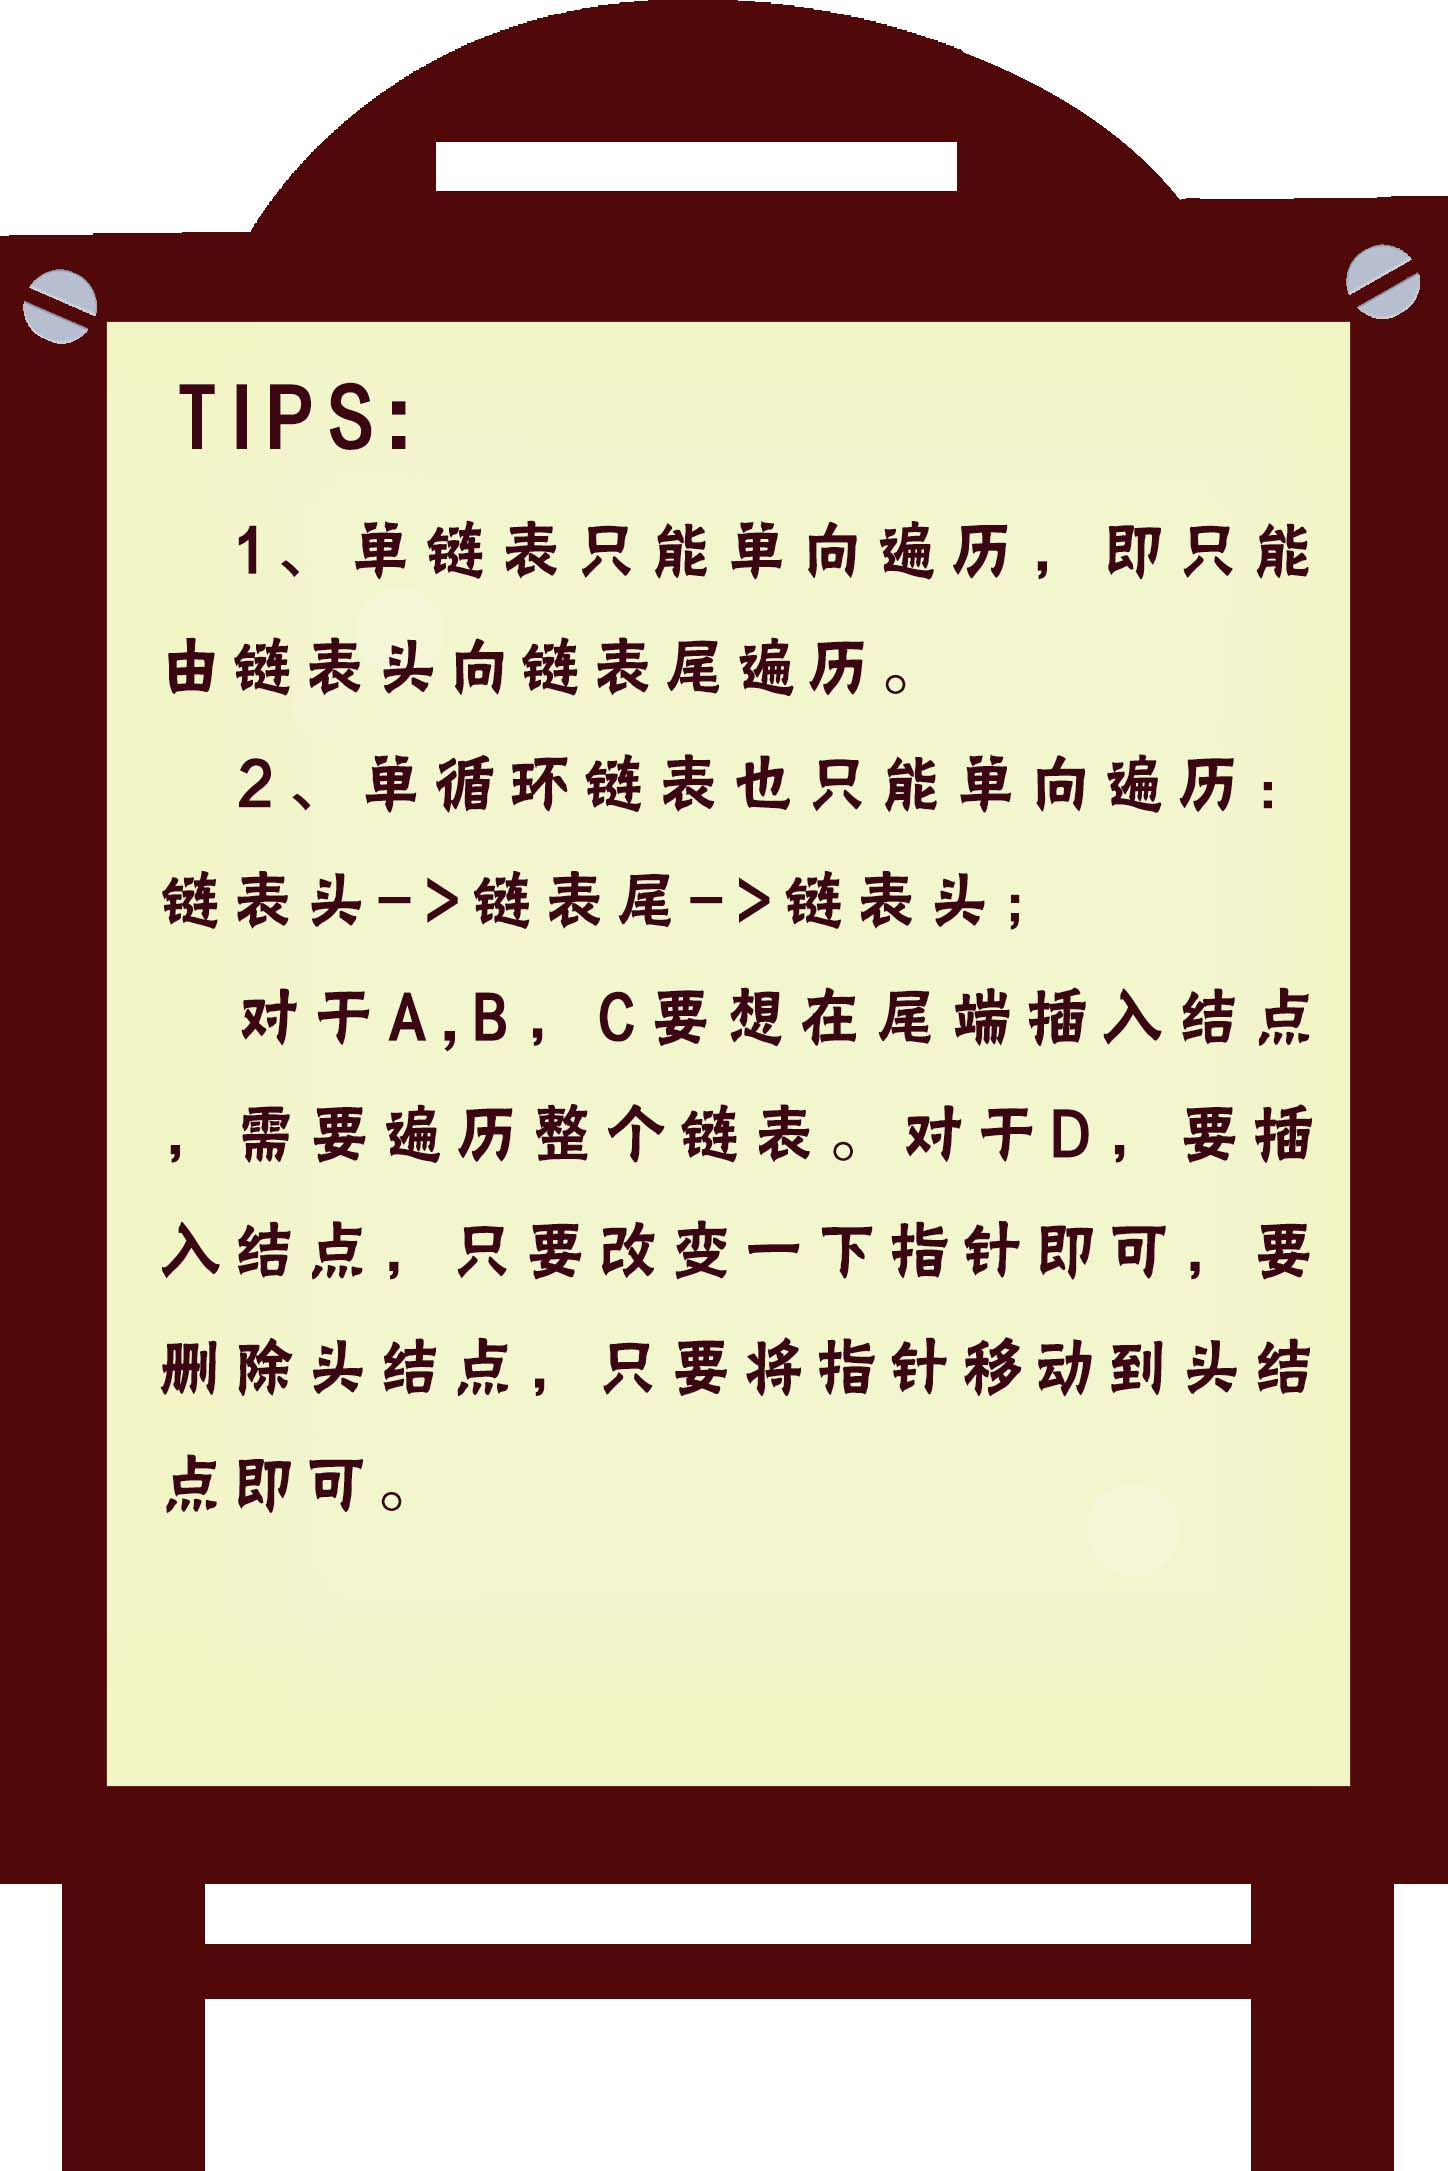 TIPS:
1、单链表只能单向遍历，即只能
由链表头向链表尾遍历。
2、单循环链表也只能单向遍历：
链表头->链表尾->链表头；
对于A,B，C要想在尾端插入结点
，需要遍历整个链表。对于D，要插
入结点，只要改变一下指针即可，要
删除头结点，只要将指针移动到头结
点即可。